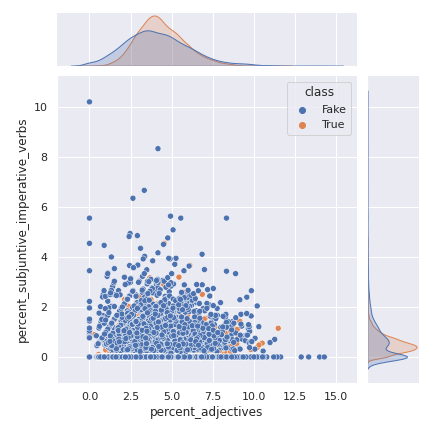 class
Fake
True
percent_subjuntive_imperative_verbs
10
8
6
4
2
0
0.0 2.5 5.0 7.5 10.0 12.5 15.0
percent_adjectives